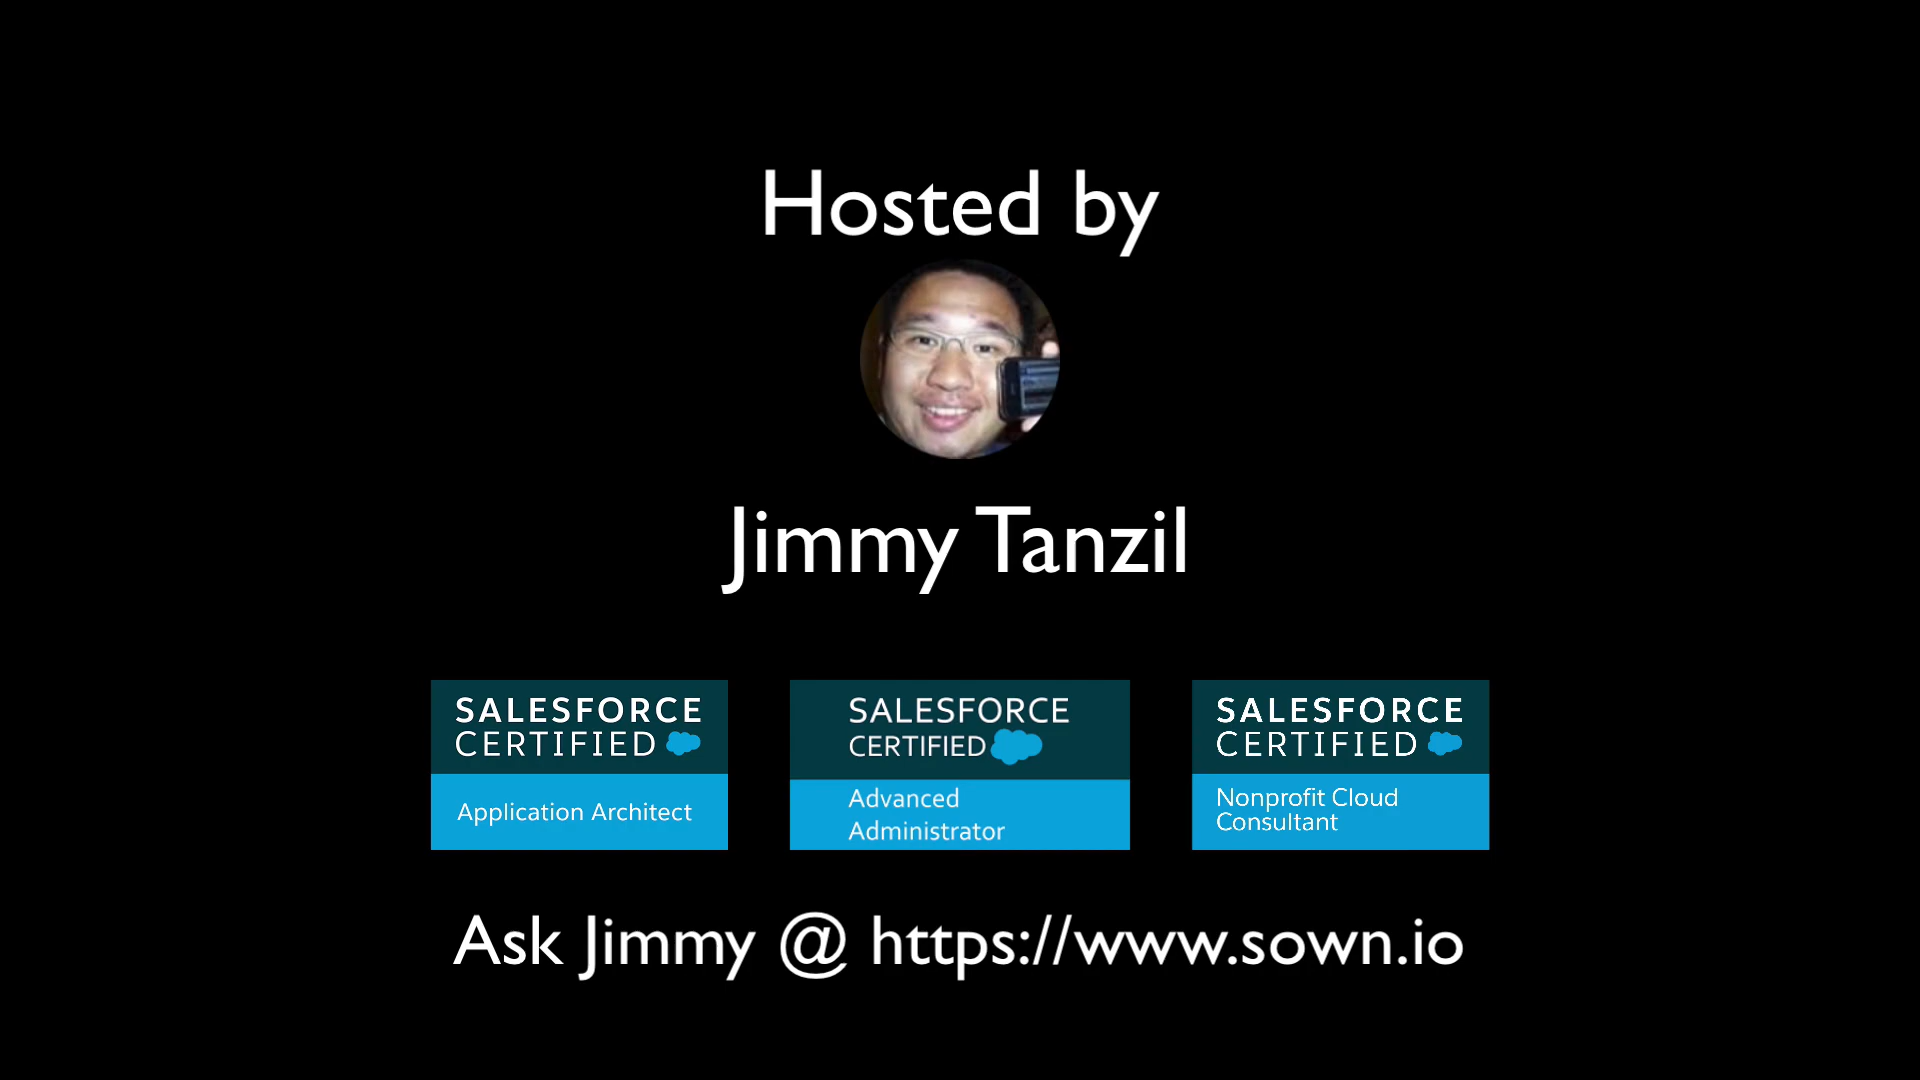 Hosted by
Jimmy Tanzil
SALESFORCE
CERTIFIED
Application Architect
SALESFORCE
CERTIFIED
Advanced
Administrator
SALESFORCE
CERTIFIED
Nonprofit Cloud
Consultant
Ask Jimmy @ https://www.sown.io